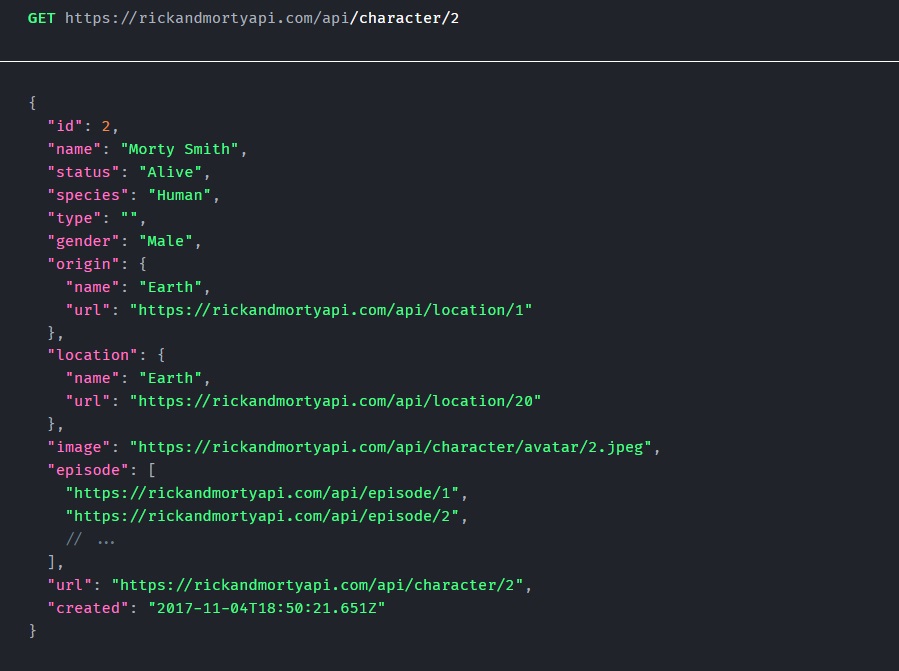 GET https://rickandmortyapi.com/api/character/2
{
  "id": 2,
  "name": "Morty Smith",
  "status": "Alive",
  "species": "Human",
  "type": "",
  "gender": "Male",
  "origin": {
    "name": "Earth",
    "url": "https://rickandmortyapi.com/api/location/1"
  },
  "location": {
    "name": "Earth",
    "url": "https://rickandmortyapi.com/api/location/20"
  },
  "image": "https://rickandmortyapi.com/api/character/avatar/2.jpeg",
  "episode": [
    "https://rickandmortyapi.com/api/episode/1",
    "https://rickandmortyapi.com/api/episode/2",
    // ...
  ],
  "url": "https://rickandmortyapi.com/api/character/2",
  "created": "2017-11-04T18:50:21.651Z"
}